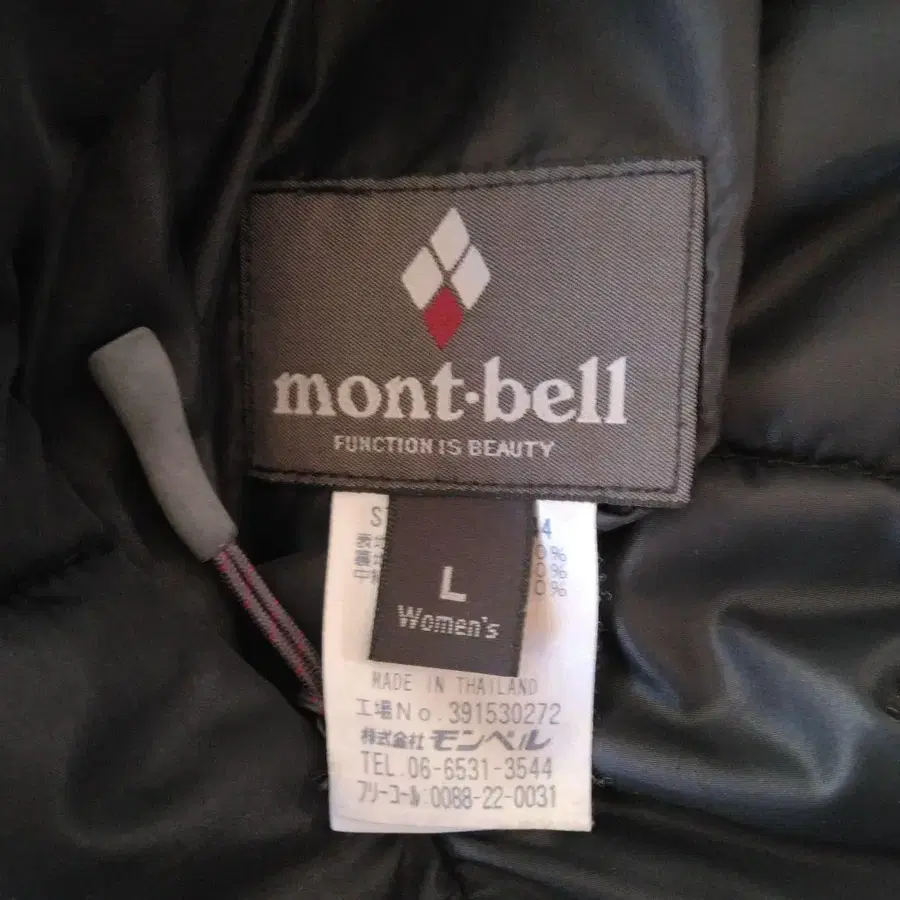 mont·bell
FUNCTION IS BEAUTY
L
Women's
MADE IN THAILAND
工場No.391530272
株式会社モンベル
TEL.06-6531-3544
フリーコール:0088-22-0031